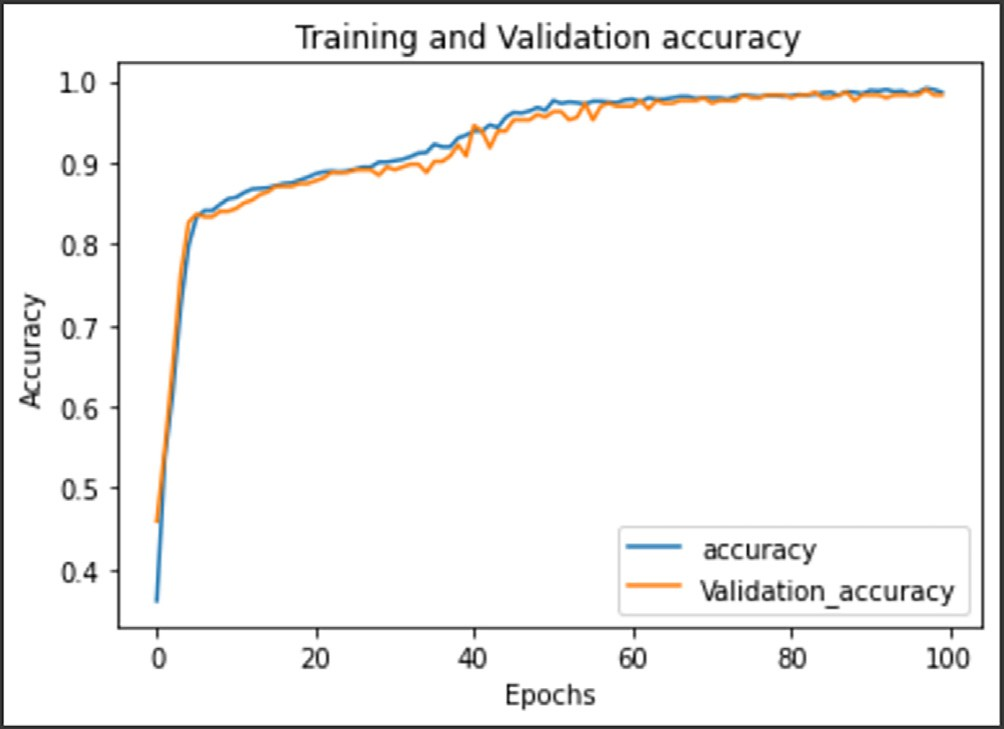 Training and Validation accuracy
1.0
0.9
0.8
0.7
0.6
0.5
0.4
Accuracy
accuracy
Validation_accuracy
0 20 40 60 80 100
Epochs